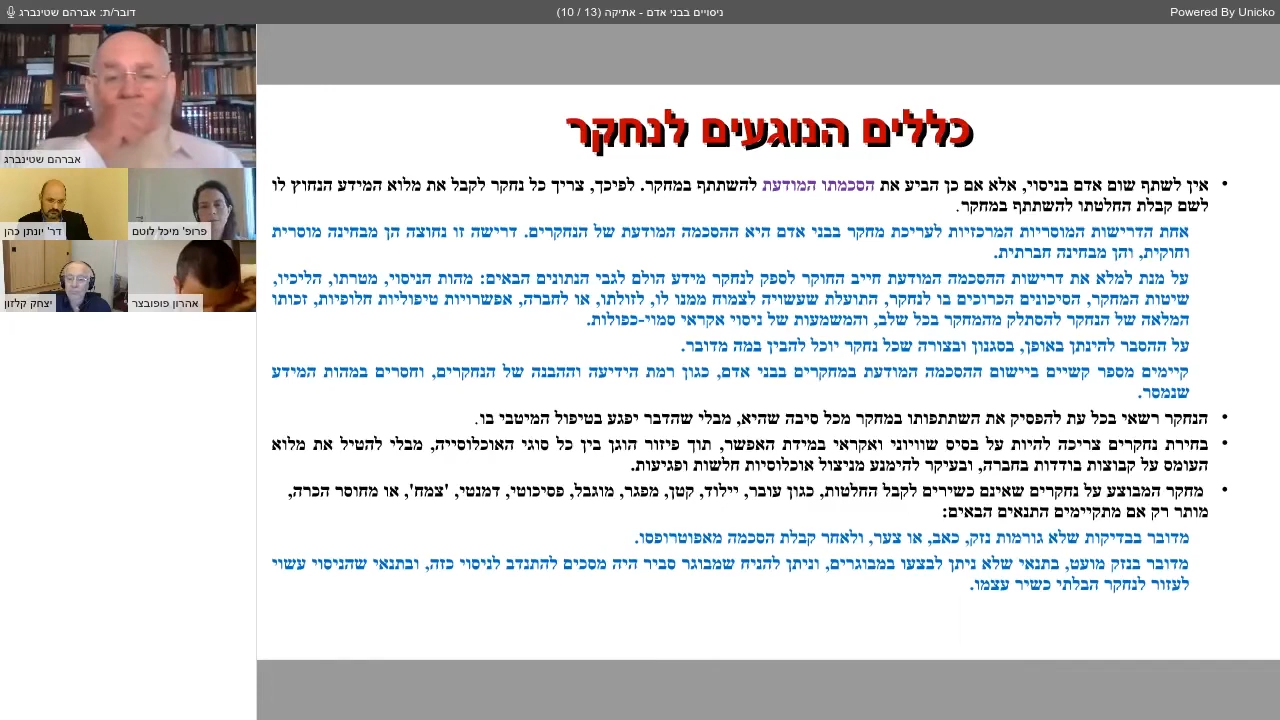 דובר/ת: אברהם שטינברג
ניסויים בבני אדם - אתיקה (13 / 10)
Powered By Unicko
אברהם שטינברג
דר' יונתן כהן
פרופ' מיכל לוטם
יצחק קלזון
אהרון פופובצר
כללים הנוגעים לנחקר
• אין לשתף שום אדם בניסוי, אלא אם כן הביע את הסכמתו המודעת להשתתף במחקר. לפיכך, צריך כל נחקר לקבל את מלוא המידע הנחוץ לו
לשם קבלת החלטתו להשתתף במחקר.
אחת הדרישות המוסריות המרכזיות לעריכת מחקר בבני אדם היא ההסכמה המודעת של הנחקרים. דרישה זו נחוצה הן מבחינה מוסרית
וחוקית, והן מבחינה חברתית.
על מנת למלא את דרישות ההסכמה המודעת חייב החוקר לספק לנחקר מידע הולם לגבי הנתונים הבאים: מהות הניסוי, מטרתו, הליכיו,
שיטות המחקר, הסיכונים הכרוכים בו לנחקר, התועלת שעשויה לצמוח ממנו לו, לזולתו, או לחברה, אפשרויות טיפוליות חלופיות, זכותו
המלאה של הנחקר להסתלק מהמחקר בכל שלב, והמשמעות של ניסוי אקראי סמוי-כפולות.
על ההסבר להינתן באופן, בסגנון ובצורה שכל נחקר יוכל להבין במה מדובר.
קיימים מספר קשיים ביישום ההסכמה המודעת במחקרים בבני אדם, כגון רמת הידיעה וההבנה של הנחקרים, וחסרים במהות המידע
שנמסר.
• הנחקר רשאי בכל עת להפסיק את השתתפותו במחקר מכל סיבה שהיא, מבלי שהדבר יפגע בטיפול המיטבי בו.
• בחירת נחקרים צריכה להיות על בסיס שוויוני ואקראי במידת האפשר, תוך פיזור הוגן בין כל סוגי האוכלוסייה, מבלי להטיל את מלוא
העומס על קבוצות בודדות בחברה, ובעיקר להימנע מניצול אוכלוסיות חלשות ופגיעות.
• מחקר המבוצע על נחקרים שאינם כשירים לקבל החלטות, כגון עובר, יילוד, קטן, מפגר, מוגבל, פסיכוטי, דמנטי, 'צמח', או מחוסר הכרה,
מותר רק אם מתקיימים התנאים הבאים:
מדובר בבדיקות שלא גורמות נזק, כאב, או צער, ולאחר קבלת הסכמה מאפוטרופסו.
מדובר בנזק מועט, בתנאי שלא ניתן לבצעו במבוגרים, וניתן להניח שמבוגר סביר היה מסכים להתנדב לניסוי כזה, ובתנאי שהניסוי עשוי
לעזור לנחקר הבלתי כשיר עצמו.